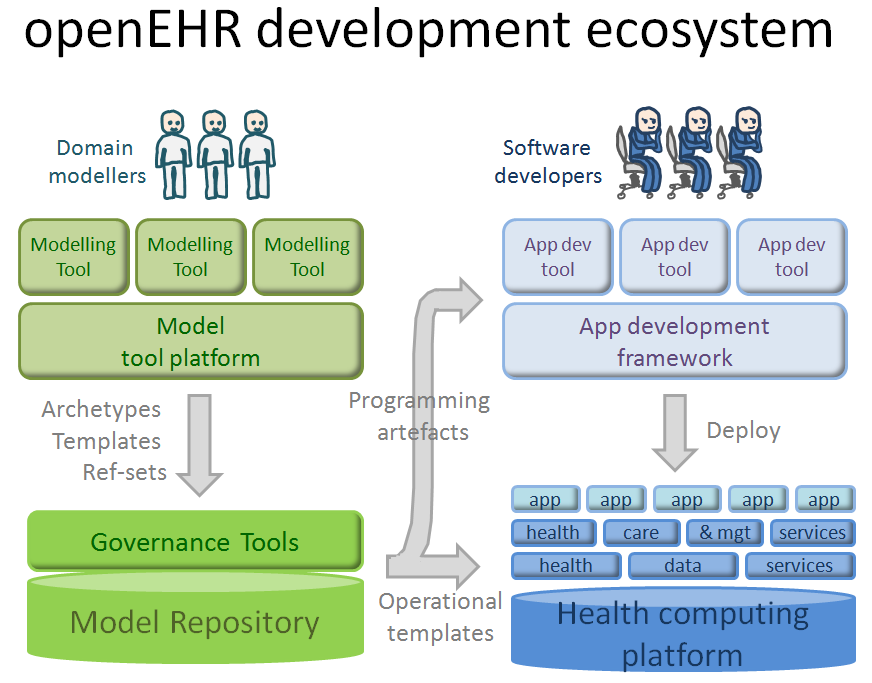 openEHR development ecosystem
Domain
modellers
Software
developers
Modelling
Tool
Modelling
Tool
Modelling
Tool
App dev
tool
App dev
tool
App dev
tool
Model
tool platform
App development
framework
Archetypes
Templates
Ref-sets
Programming
artefacts
Deploy
app
app
app
app
app
health
care
& mgt
services
health
data
services
Governance Tools
Model Repository
Operational
templates
Health computing
platform